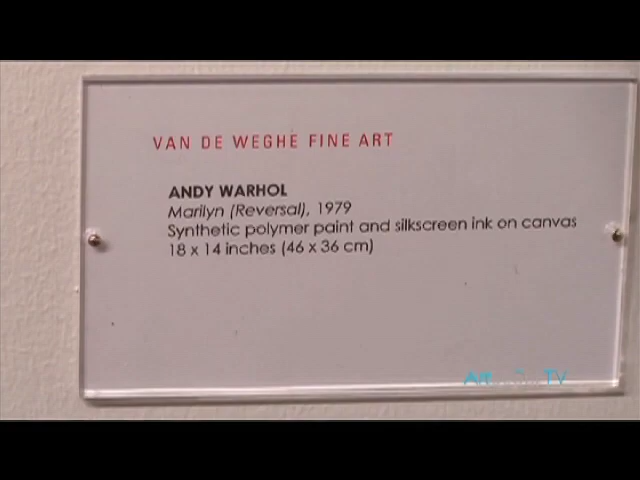 VAN DE WEGHE FINE ART
ANDY WARHOL
Marilyn (Reversal), 1979
Synthetic polymer paint and silkscreen ink on canvas
18 x 14 inches (46 x 36 cm)
TV